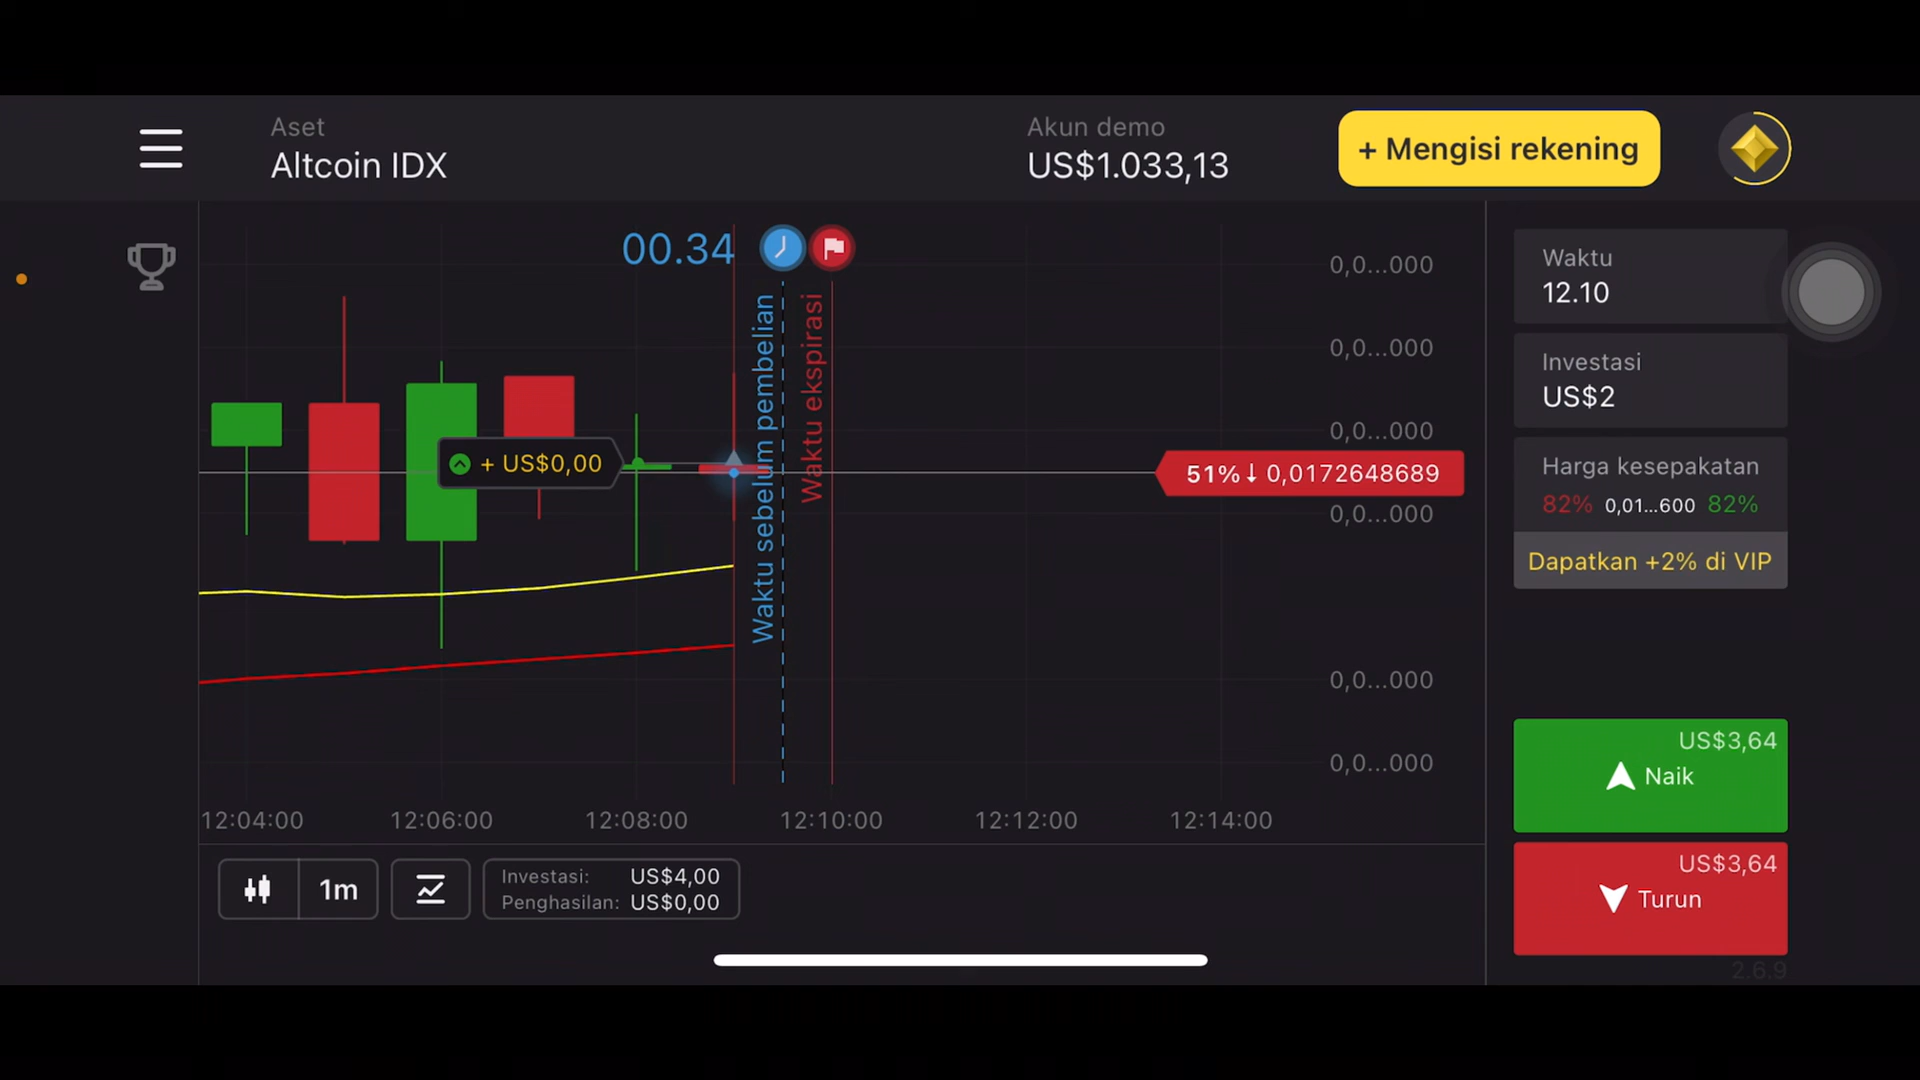 Aset
Altcoin IDX
Akun demo
US$1.033,13
+ Mengisi rekening
00.34
Waktu sebelum pembelian
Waktu ekspirasi
+ US$0,00
0,0...000
0,0...000
0,0...000
51%↓ 0,0172648689
0,0...000
0,0...000
0,0...000
12:04:00
12:06:00
12:08:00
12:10:00
12:12:00
12:14:00
1m
Investasi: US$4,00
Penghasilan: US$0,00
Waktu
12.10
Investasi
US$2
Harga kesepakatan
82% 0,01...600 82%
Dapatkan +2% di VIP
US$3,64
Naik
US$3,64
Turun
2.6.9